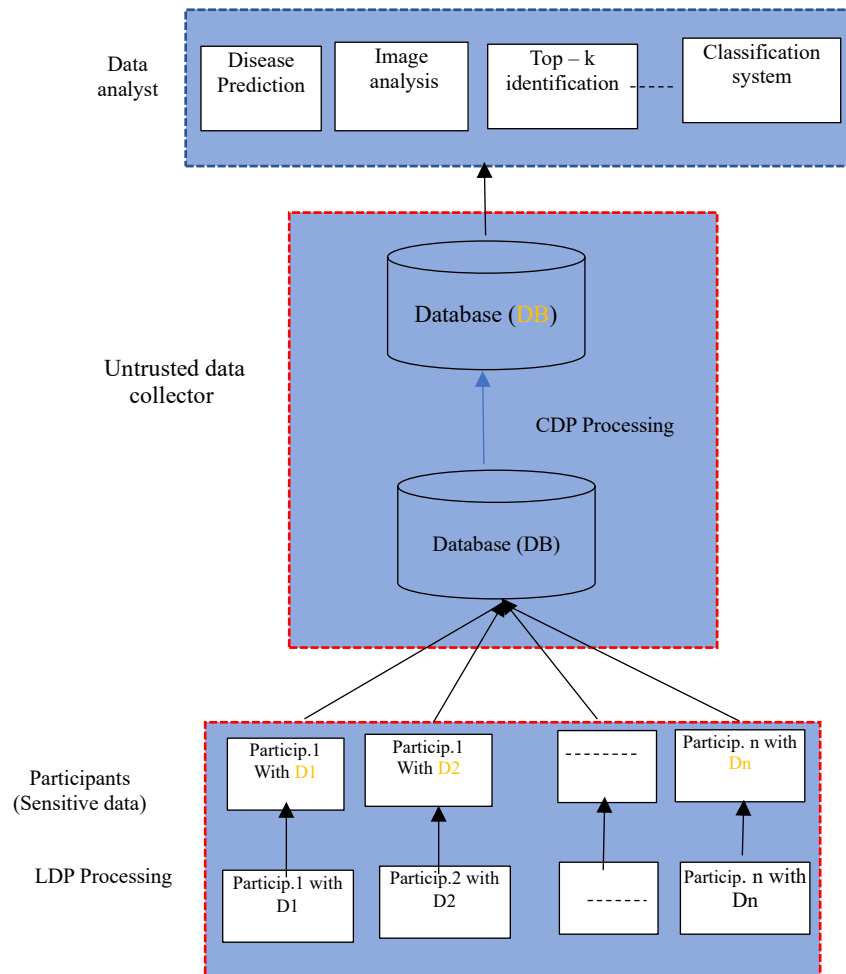 Data
analyst
Disease
Prediction
Image
analysis
Top – k
identification
Classification
system
Database (DB)
Untrusted data
collector
CDP Processing
Database (DB)
Participants
(Sensitive data)
Particip.1
With D1
Particip.1
With D2
Particip. n with
Dn
LDP Processing
Particip.1 with
D1
Particip.2 with
D2
Particip. n with
Dn